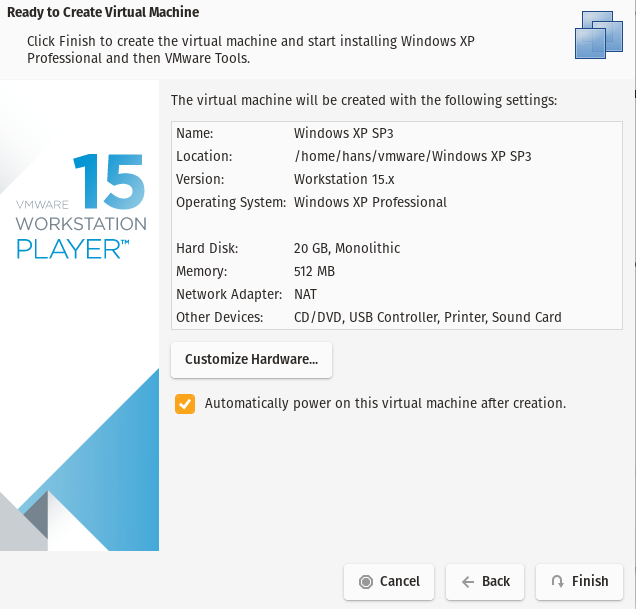 Ready to Create Virtual Machine
Click Finish to create the virtual machine and start installing Windows XP
Professional and then VMware Tools.
The virtual machine will be created with the following settings:
Name: Windows XP SP3
Location: /home/hans/vmware/Windows XP SP3
Version: Workstation 15.x
Operating System: Windows XP Professional
Hard Disk: 20 GB, Monolithic
Memory: 512 MB
Network Adapter: NAT
Other Devices: CD/DVD, USB Controller, Printer, Sound Card
15
VMWARE
WORKSTATION
PLAYER™
Customize Hardware...
Automatically power on this virtual machine after creation.
Cancel Back Finish